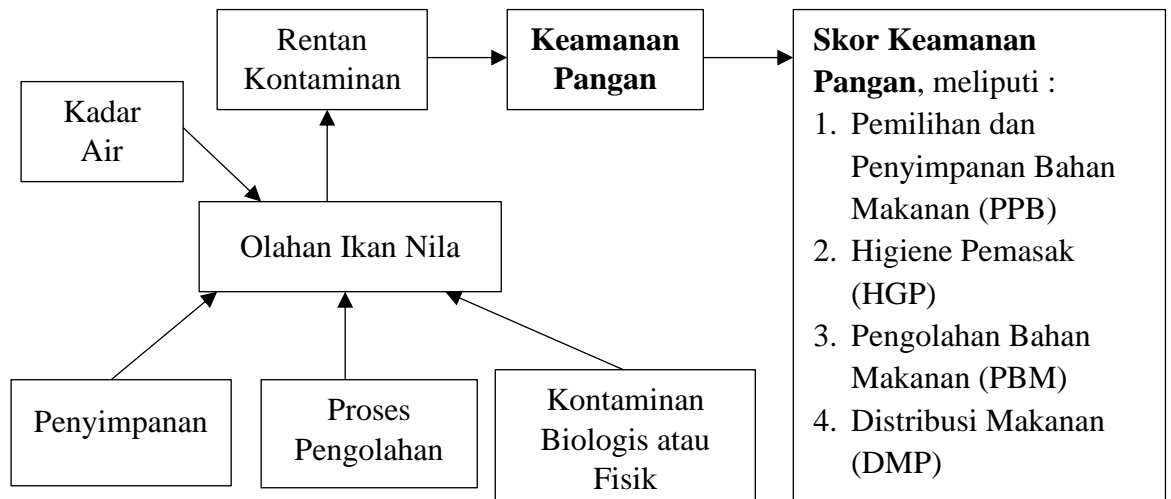 Rentan
Kontaminan
Keamanan
Pangan
Skor Keamanan
Pangan, meliputi :
1. Pemilihan dan
Penyimpanan Bahan
Makanan (PPB)
2. Higiene Pemasak
(HGP)
3. Pengolahan Bahan
Makanan (PBM)
4. Distribusi Makanan
(DMP)
Kadar
Air
Olahan Ikan Nila
Penyimpanan
Proses
Pengolahan
Kontaminan
Biologis atau
Fisik